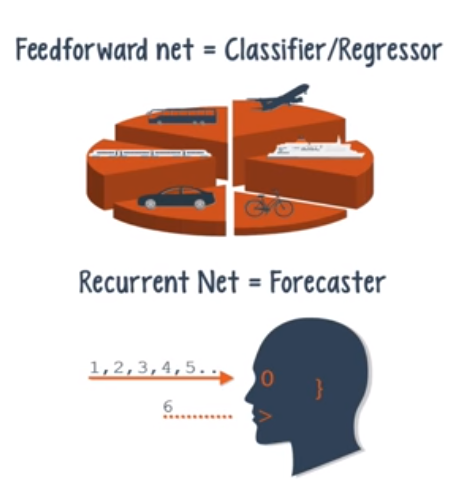 Feedforward net = Classifier/Regressor
Recurrent Net = Forecaster
1,2,3,4,5..
6